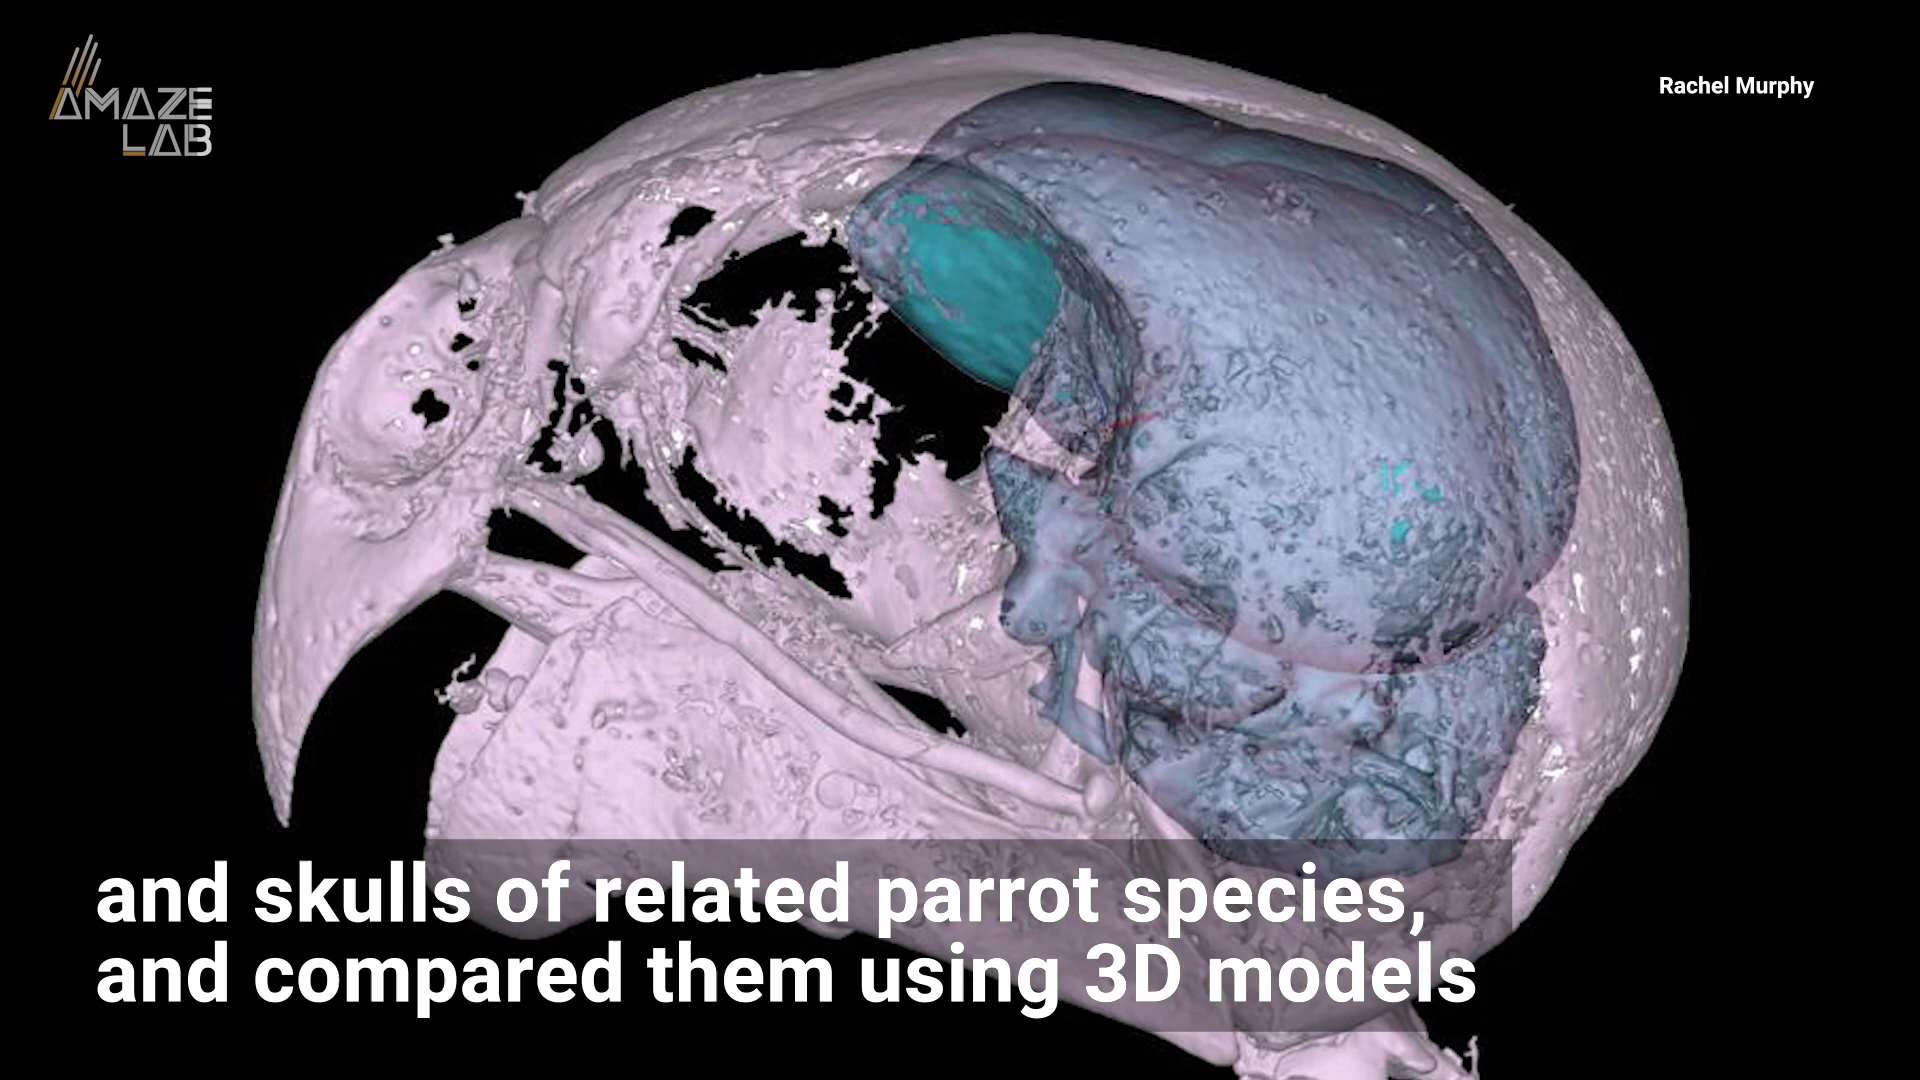 AMAZE
LAB
Rachel Murphy
and skulls of related parrot species,
and compared them using 3D models